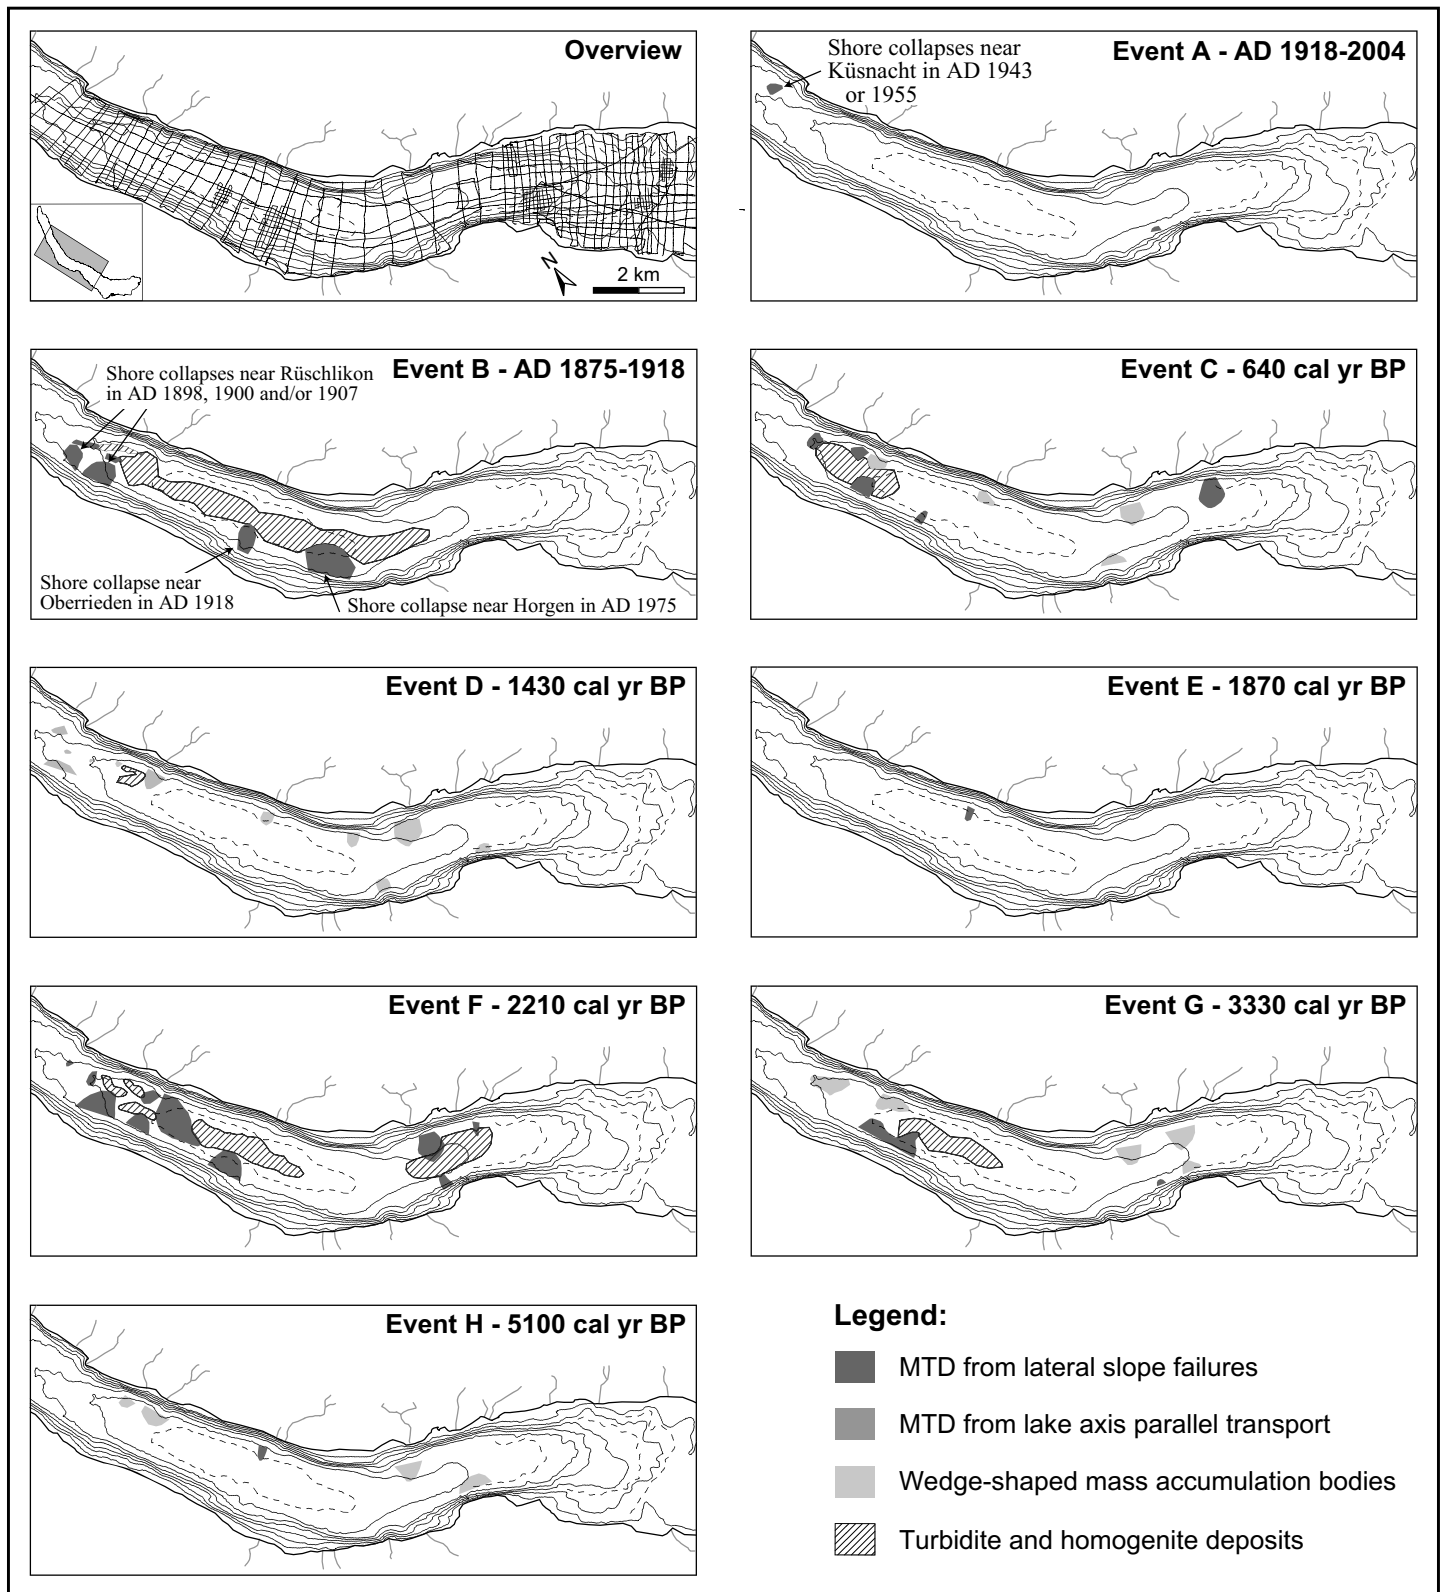 Overview
N
2 km
Event A - AD 1918-2004
Shore collapses near
Küsnacht in AD 1943
or 1955
Event B - AD 1875-1918
Shore collapses near Rüschlikon
in AD 1898, 1900 and/or 1907
Shore collapse near
Oberrieden in AD 1918
Shore collapse near Horgen in AD 1975
Event C - 640 cal yr BP
Event D - 1430 cal yr BP
Event E - 1870 cal yr BP
Event F - 2210 cal yr BP
Event G - 3330 cal yr BP
Event H - 5100 cal yr BP
Legend:
MTD from lateral slope failures
MTD from lake axis parallel transport
Wedge-shaped mass accumulation bodies
Turbidite and homogenite deposits